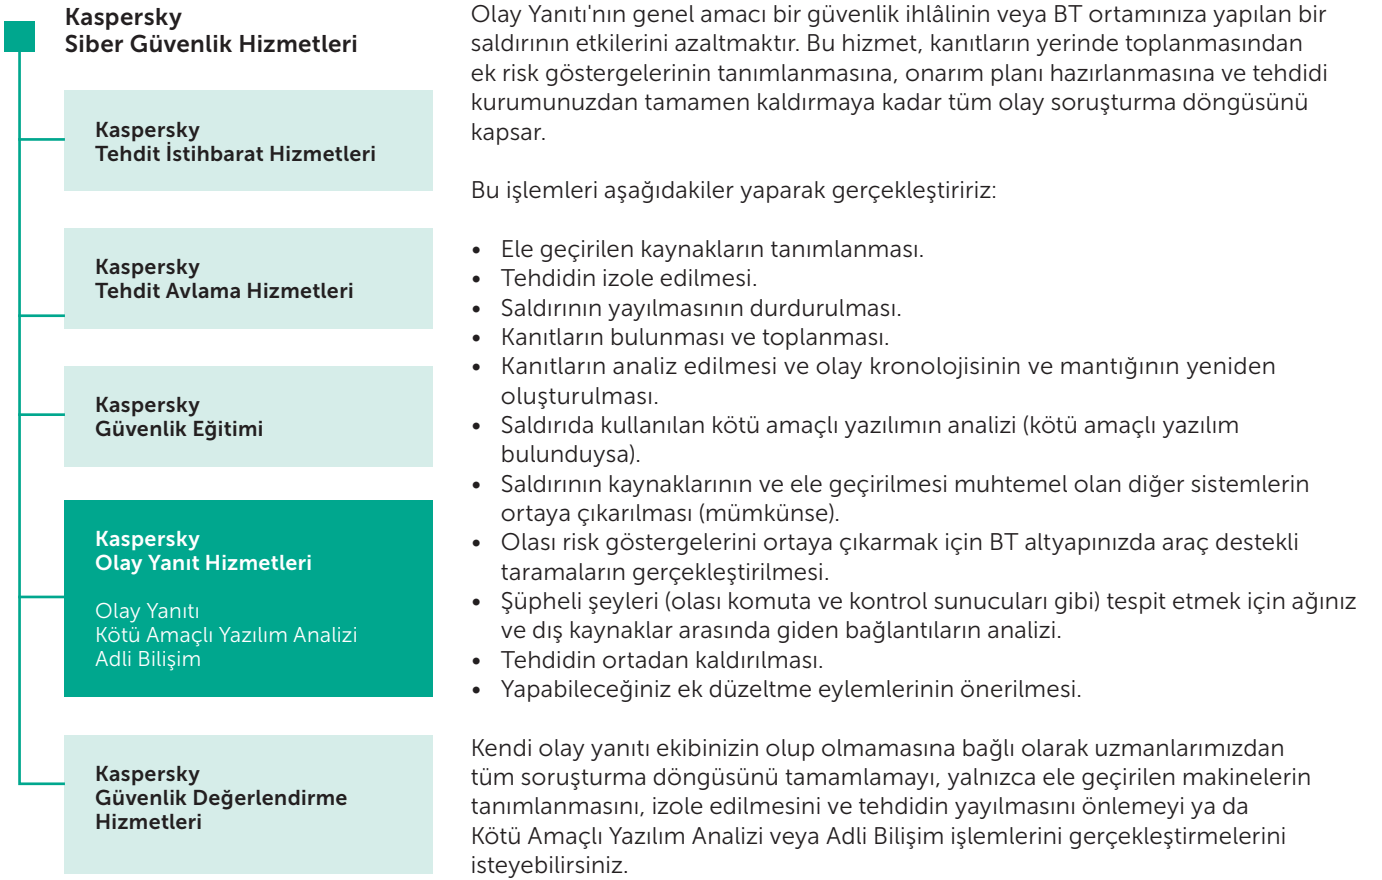 Kaspersky
Siber Güvenlik Hizmetleri
Kaspersky
Tehdit İstihbarat Hizmetleri
Kaspersky
Tehdit Avlama Hizmetleri
Kaspersky
Güvenlik Eğitimi
Kaspersky
Olay Yanıt Hizmetleri
Olay Yanıtı
Kötü Amaçlı Yazılım Analizi
Adli Bilişim
Kaspersky
Güvenlik Değerlendirme
Hizmetleri
Olay Yanıtı'nın genel amacı bir güvenlik ihlâlinin veya BT ortamınıza yapılan bir
saldırının etkilerini azaltmaktır. Bu hizmet, kanıtların yerinde toplanmasından
ek risk göstergelerinin tanımlanmasına, onarım planı hazırlanmasına ve tehdidi
kurumunuzdan tamamen kaldırmaya kadar tüm olay soruşturma döngüsünü
kapsar.
Bu işlemleri aşağıdakiler yaparak gerçekleştiririz:
• Ele geçirilen kaynakların tanımlanması.
• Tehdidin izole edilmesi.
• Saldırının yayılmasının durdurulması.
• Kanıtların bulunması ve toplanması.
• Kanıtların analiz edilmesi ve olay kronolojisinin ve mantığının yeniden
oluşturulması.
• Saldırıda kullanılan kötü amaçlı yazılımın analizi (kötü amaçlı yazılım
bulunduysa).
• Saldırının kaynaklarının ve ele geçirilmesi muhtemel olan diğer sistemlerin
ortaya çıkarılması (mümkünse).
• Olası risk göstergelerini ortaya çıkarmak için BT altyapınızda araç destekli
taramaların gerçekleştirilmesi.
• Şüpheli şeyleri (olası komuta ve kontrol sunucuları gibi) tespit etmek için ağınız
ve dış kaynaklar arasında giden bağlantıların analizi.
• Tehdidin ortadan kaldırılması.
• Yapabileceğiniz ek düzeltme eylemlerinin önerilmesi.
Kendi olay yanıtı ekibinizin olup olmamasına bağlı olarak uzmanlarımızdan
tüm soruşturma döngüsünü tamamlamayı, yalnızca ele geçirilen makinelerin
tanımlanmasını, izole edilmesini ve tehdidin yayılmasını önlemeyi ya da
Kötü Amaçlı Yazılım Analizi veya Adli Bilişim işlemlerini gerçekleştirmelerini
isteyebilirsiniz.